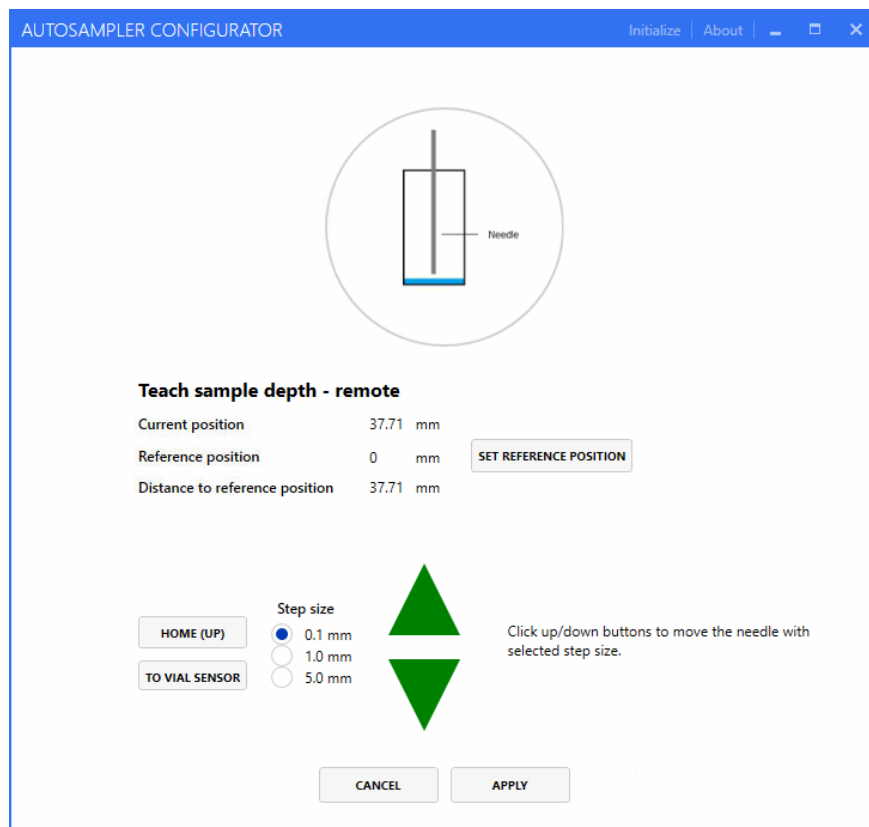 AUTOSAMPLER CONFIGURATOR
Initialize
About
Needle
Teach sample depth - remote
Current position 37.71 mm
Reference position 0 mm SET REFERENCE POSITION
Distance to reference position 37.71 mm
Step size
HOME (UP)
TO VIAL SENSOR
0.1 mm
1.0 mm
5.0 mm
Click up/down buttons to move the needle with
selected step size.
CANCEL
APPLY